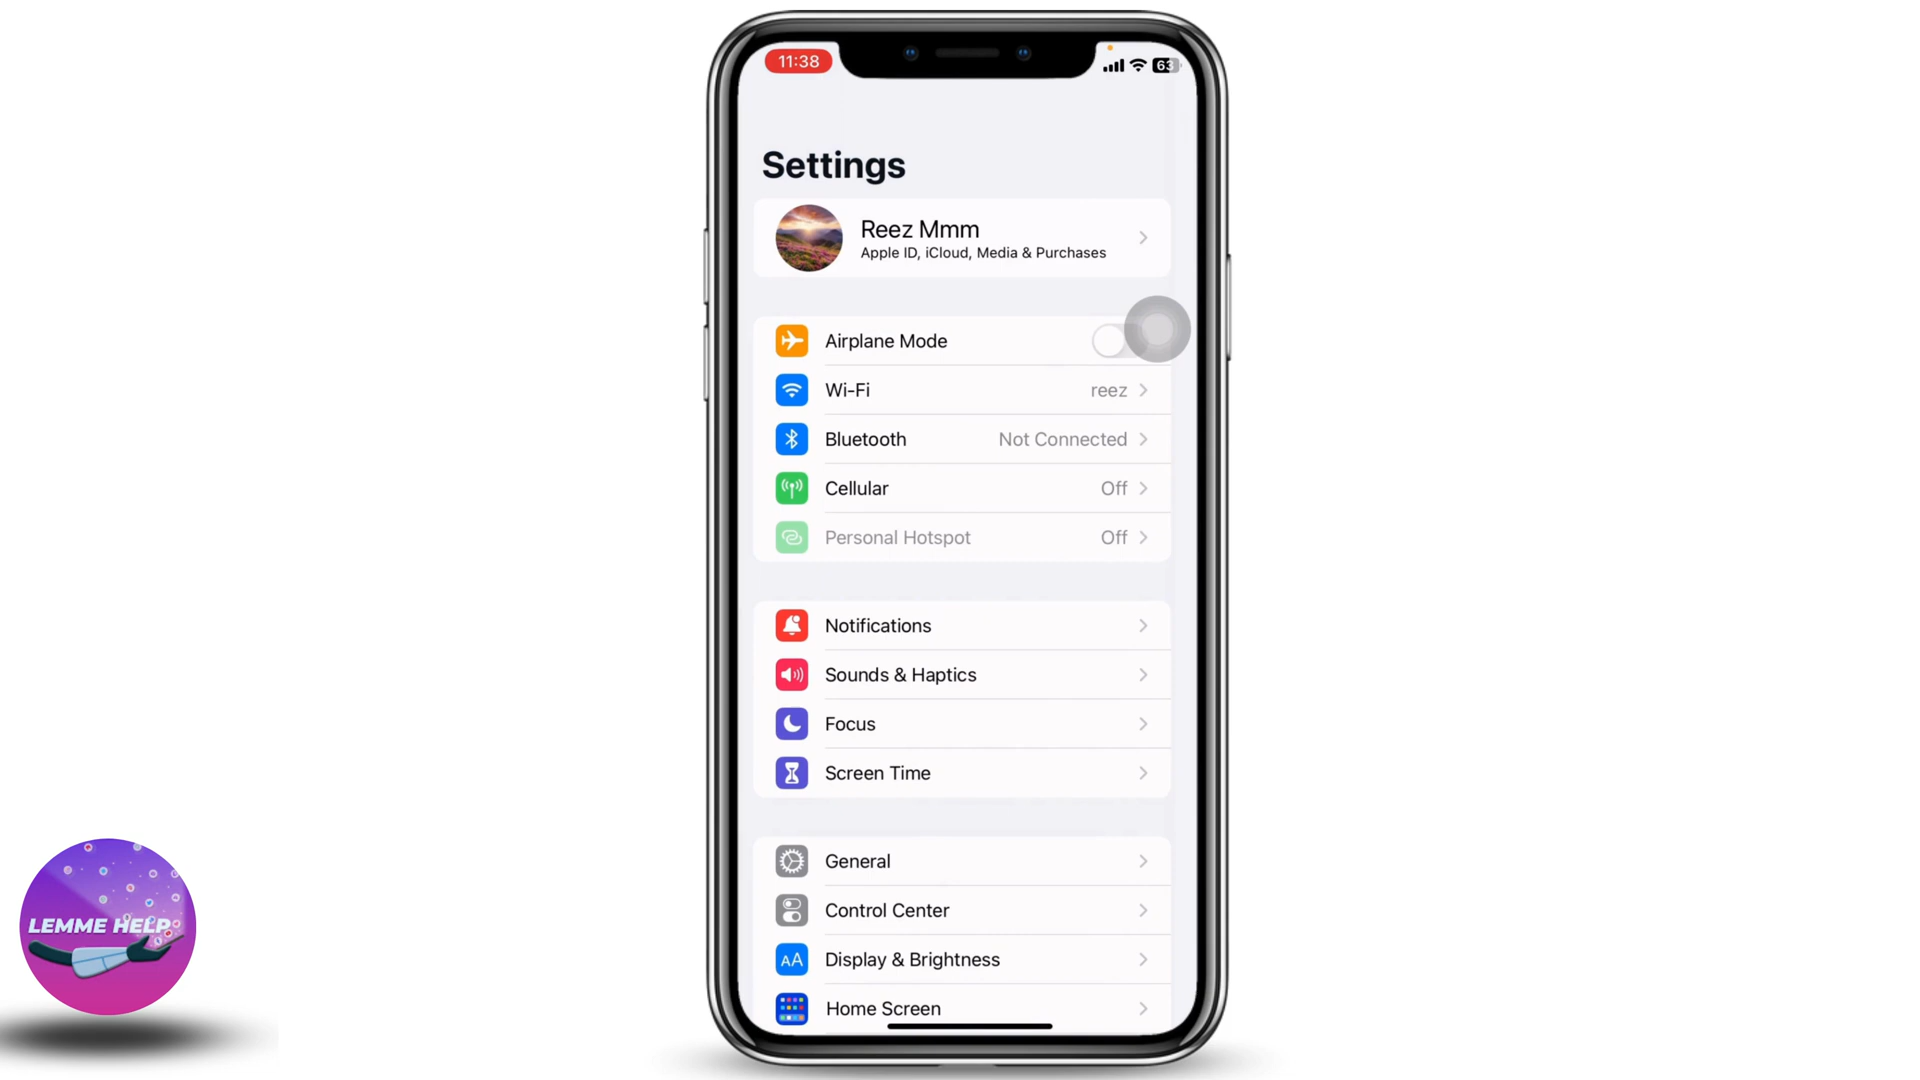 11:38
63
Settings
Reez Mmm
Apple ID, iCloud, Media & Purchases
Airplane Mode
Wi-Fi reez
Bluetooth Not Connected
Cellular Off
Personal Hotspot Off
Notifications
Sounds & Haptics
Focus
Screen Time
General
Control Center
AA Display & Brightness
Home Screen
LEMME HELP